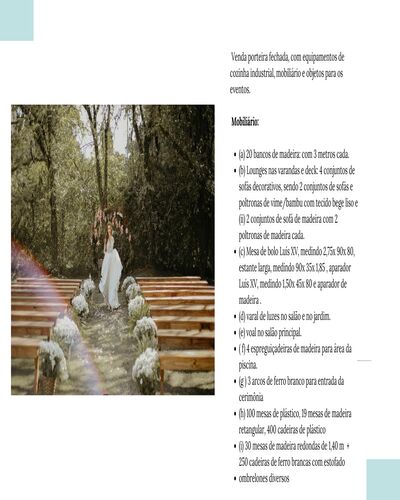 Venda porteira fechada, com equipamentos de
cozinha industrial, mobiliário e objetos para os
eventos.
Mobiliário:
(a) 20 bancos de madeira: com 3 metros cada.
(b) Lounges nas varandas e deck: 4 conjuntos de
sofás decorativos, sendo 2 conjuntos de sofás e
poltronas de vime/bambu com tecido bege liso e
(ii) 2 conjuntos de sofá de madeira com 2
poltronas de madeira cada.
(c) Mesa de bolo Luís XV, medindo 2,75x 90x 80,
estante larga, medindo 90x 35x 1,85 , aparador
Luís XV, medindo 1,50x 45x 80 e aparador de
madeira .
(d) varal de luzes no salão e no jardim.
(e) voal no salão principal.
( f) 4 espreguiçadeiras de madeira para área da
piscina.
(g ) 3 arcos de ferro branco para entrada da
cerimônia
(h) 100 mesas de plástico, 19 mesas de madeira
retangular, 400 cadeiras de plástico
(i) 30 mesas de madeira redondas de 1,40 m +
250 cadeiras de ferro brancas com estofado
ombrelones diversos